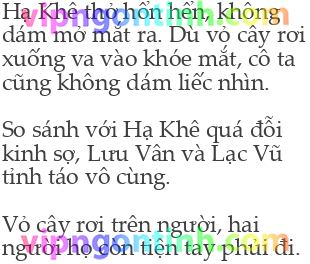 Hạ Khê thở hổn hển, không
dám mở mắt ra. Dù vỏ cây rơi
xuống va vào khóe mắt, cô ta
cũng không dám liếc nhìn.
So sánh với Hạ Khê quá đỗi
kinh sợ, Lưu Vân và Lạc Vũ
tinh táo vô cùng.
Vỏ cây rơi trên người, hai
người họ còn tiện tay phủi đi.
vipngontinh.com
vipngontinh.com